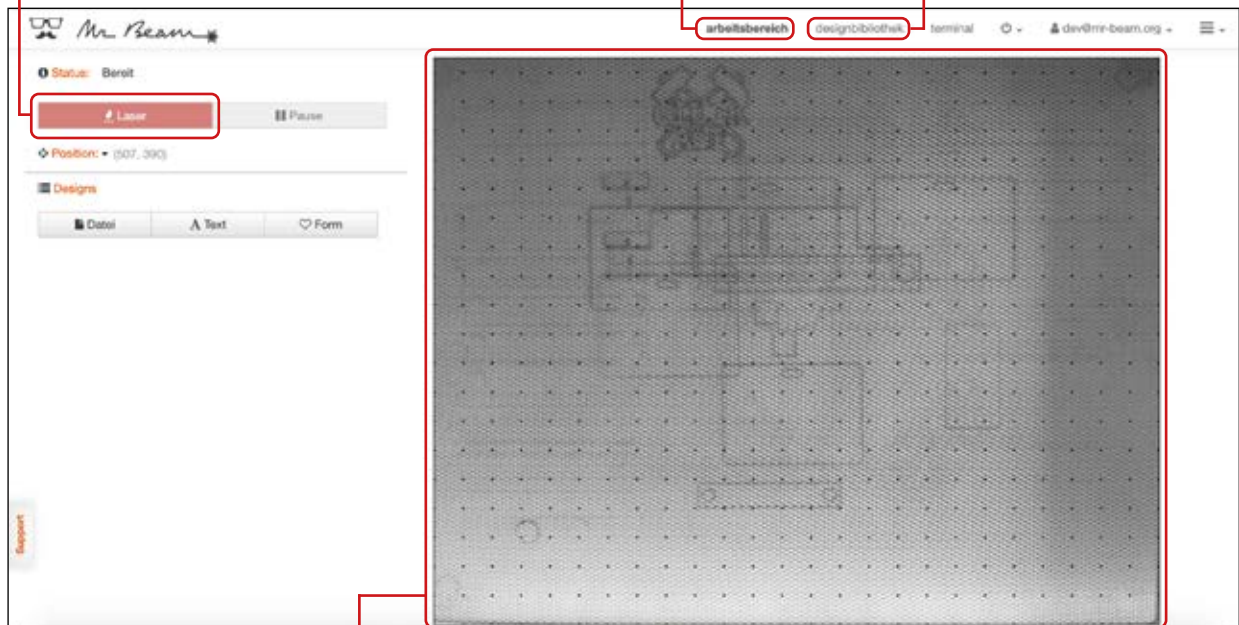 Mr Beam
arbeitsbereich designbibliothek terminal dev@mr-beam.org
Status: Bereit
Laser Pause
Position: (507, 390)
Designs
Datei Text Form
Support